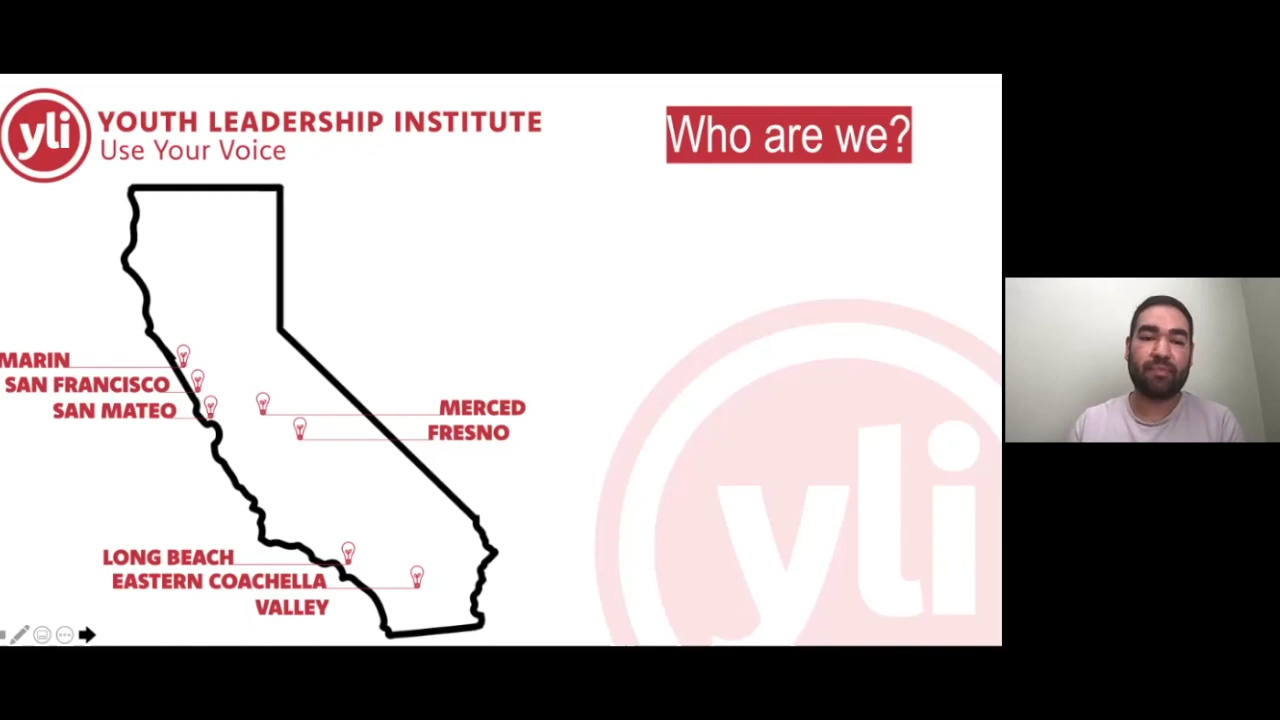 yli
YOUTH LEADERSHIP INSTITUTE
Use Your Voice
Who are we?
MARIN
SAN FRANCISCO
SAN MATEO
MERCED
FRESNO
LONG BEACH
EASTERN COACHELLA
VALLEY
yli